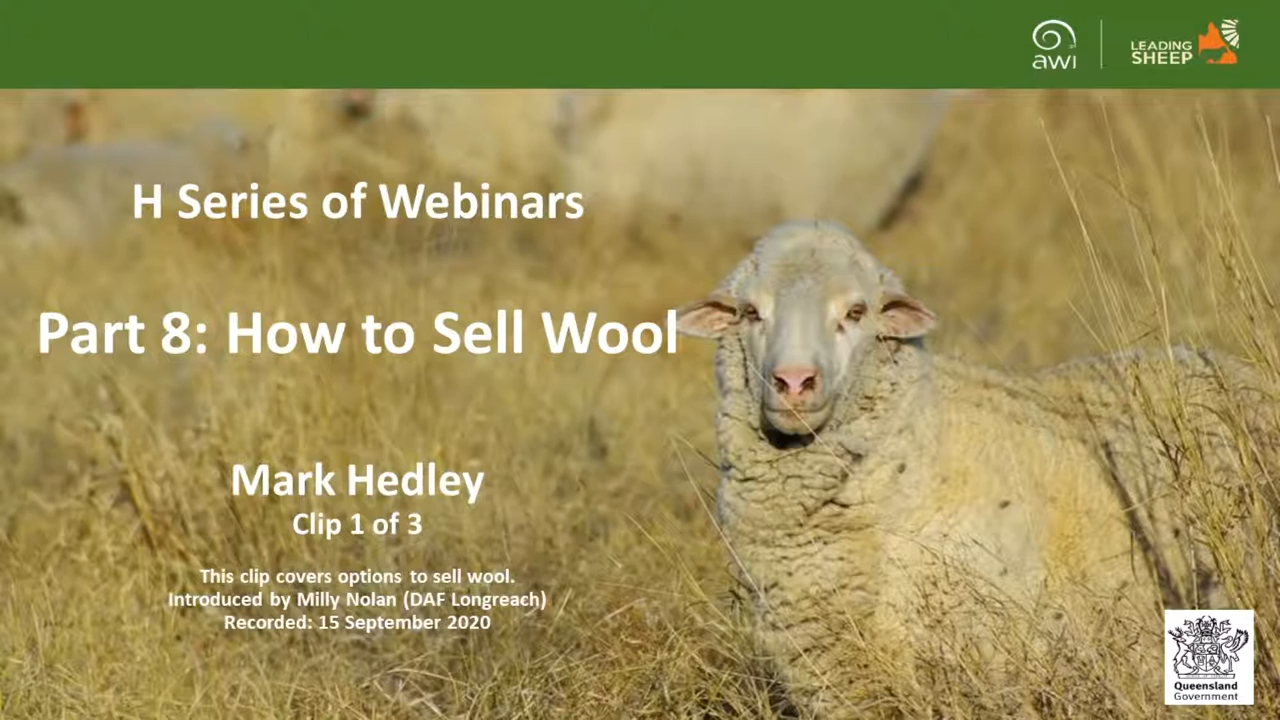 awi
LEADING
SHEEP
H Series of Webinars
Part 8: How to Sell Wool
Mark Hedley
Clip 1 of 3
This clip covers options to sell wool.
Introduced by Milly Nolan (DAF Longreach)
Recorded: 15 September 2020
Queensland
Government